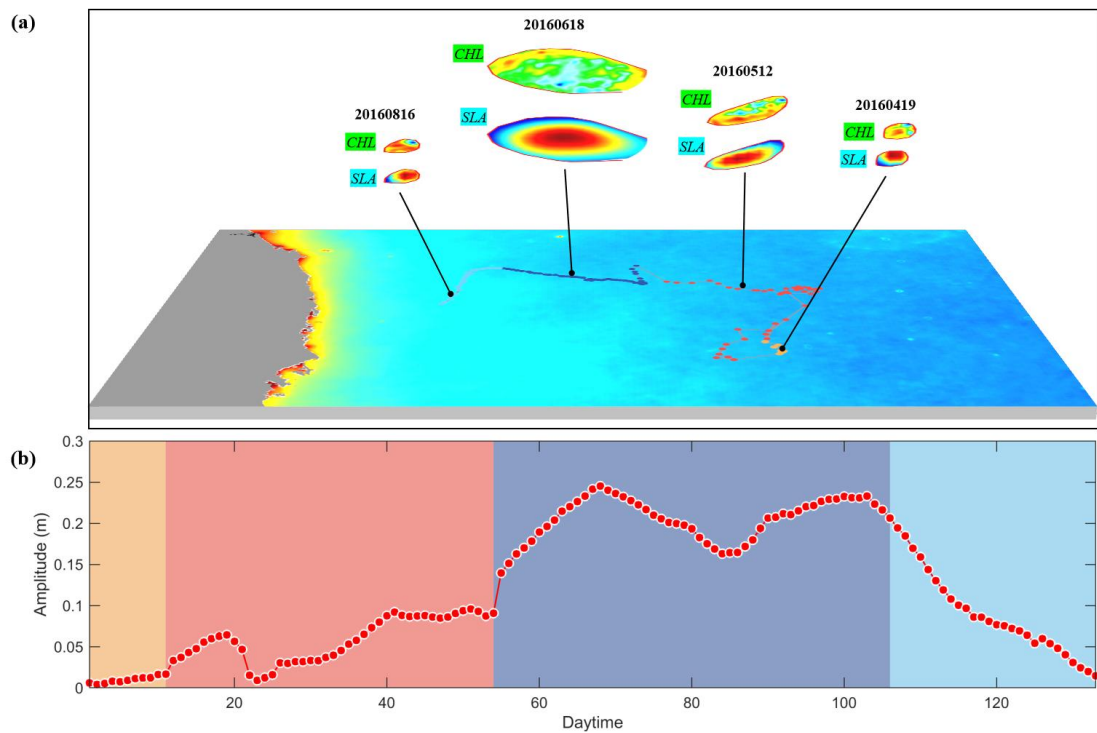 (a)
20160618
CHL
SLA
20160512
CHL
SLA
20160419
CHL
SLA
20160816
CHL
SLA
(b)
0.3
0.25
0.2
0.15
0.1
0.05
0
Amplitude (m)
20
40
60
80
100
120
Daytime